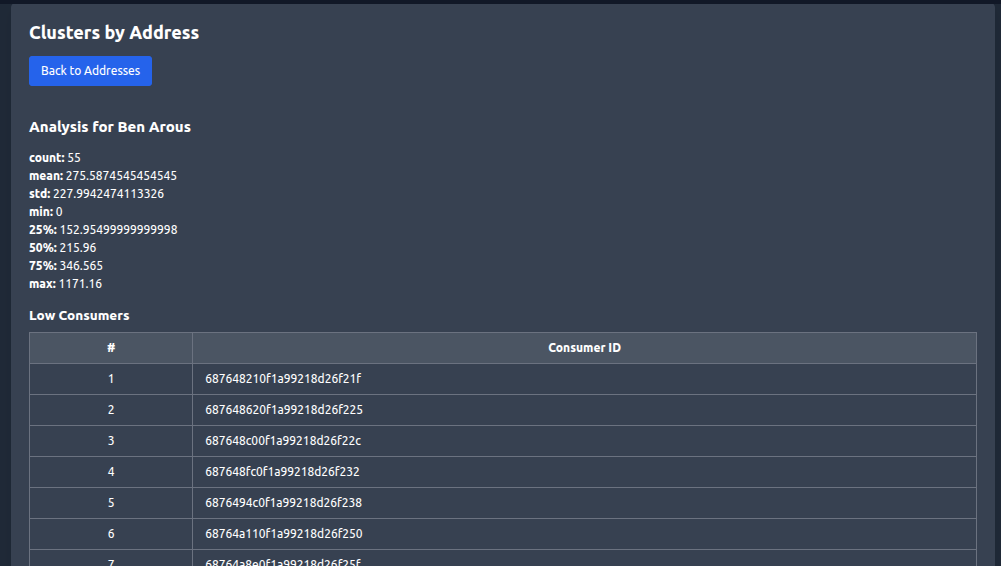 Clusters by Address
Back to Addresses
Analysis for Ben Arous
count: 55
mean: 275.5874545454545
std: 227.9942474113326
min: 0
25%: 152.95499999999998
50%: 215.96
75%: 346.565
max: 1171.16
Low Consumers
# Consumer ID
1 687648210f1a99218d26f21f
2 687648620f1a99218d26f225
3 687648c00f1a99218d26f22c
4 687648fc0f1a99218d26f232
5 6876494c0f1a99218d26f238
6 68764a110f1a99218d26f250
7 68764a8e0f1a99218d26f25f